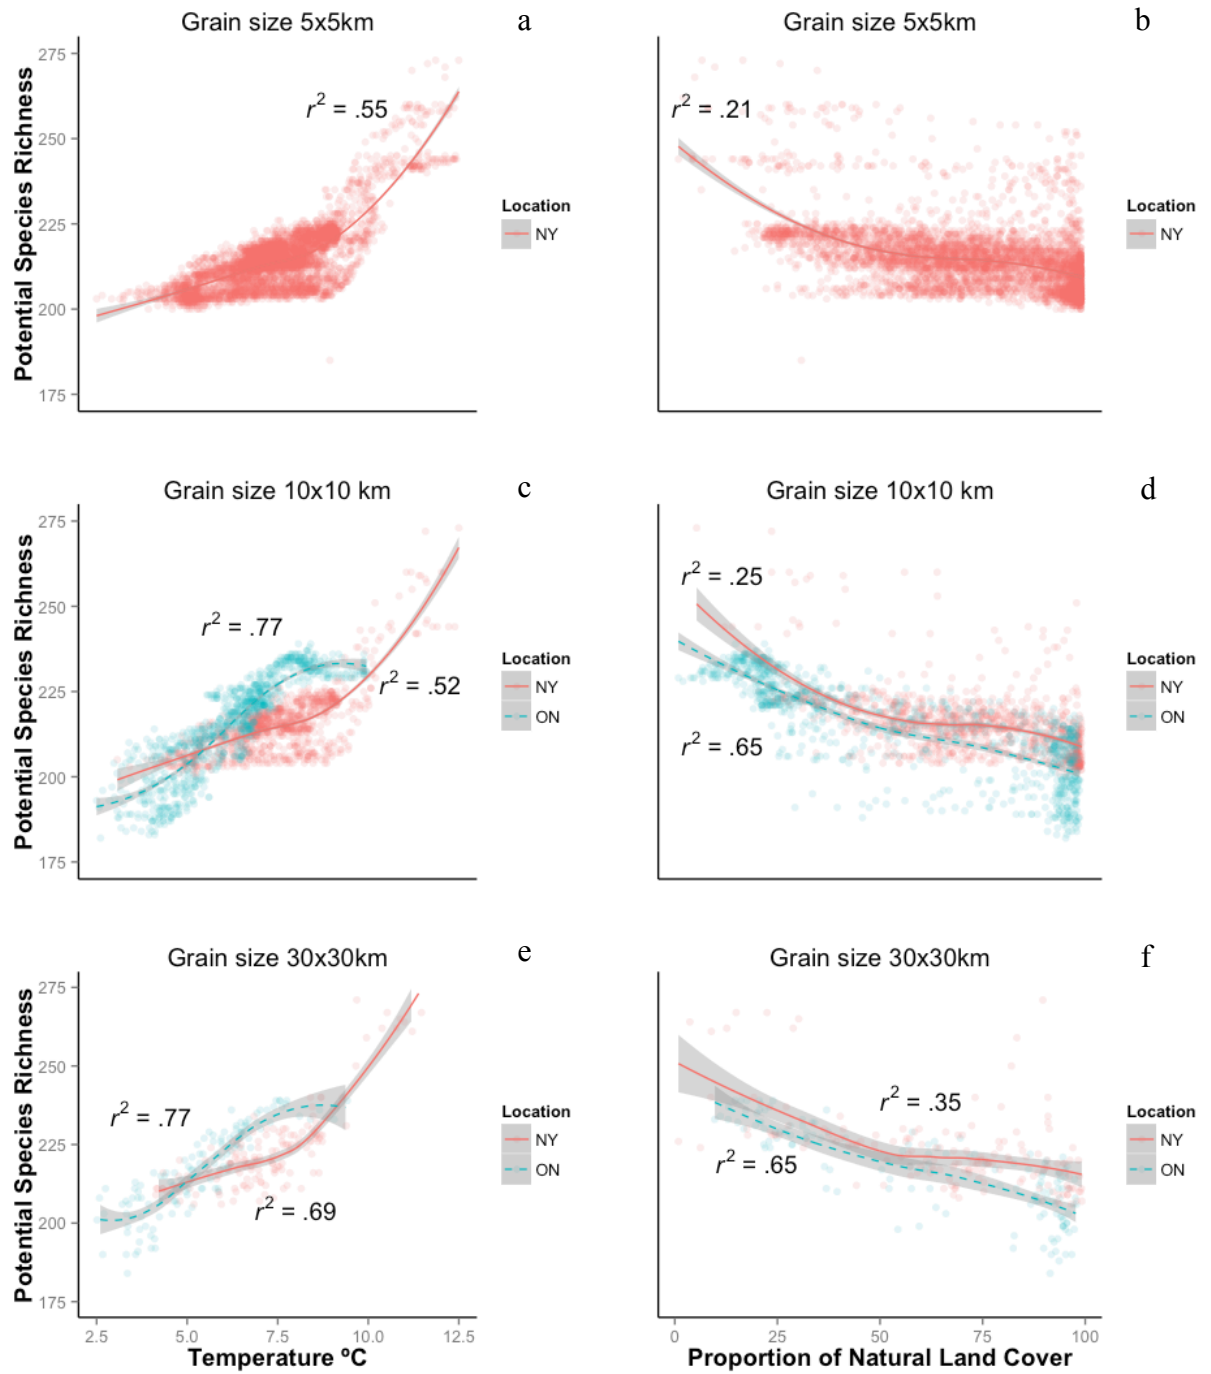 Grain size 5x5km
a
Potential Species Richness
275
250
225
200
175
r² = .55
Location
NY
Grain size 5x5km
b
r² = .21
Location
NY
Grain size 10x10 km
c
Potential Species Richness
275
250
225
200
175
r² = .77
r² = .52
Location
NY
ON
Grain size 10x10 km
d
r² = .25
r² = .65
Location
NY
ON
Grain size 30x30km
e
Potential Species Richness
275
250
225
200
175
r² = .77
r² = .69
2.5 5.0 7.5 10.0 12.5
Temperature ºC
Location
NY
ON
Grain size 30x30km
f
r² = .35
r² = .65
0 25 50 75 100
Proportion of Natural Land Cover
Location
NY
ON